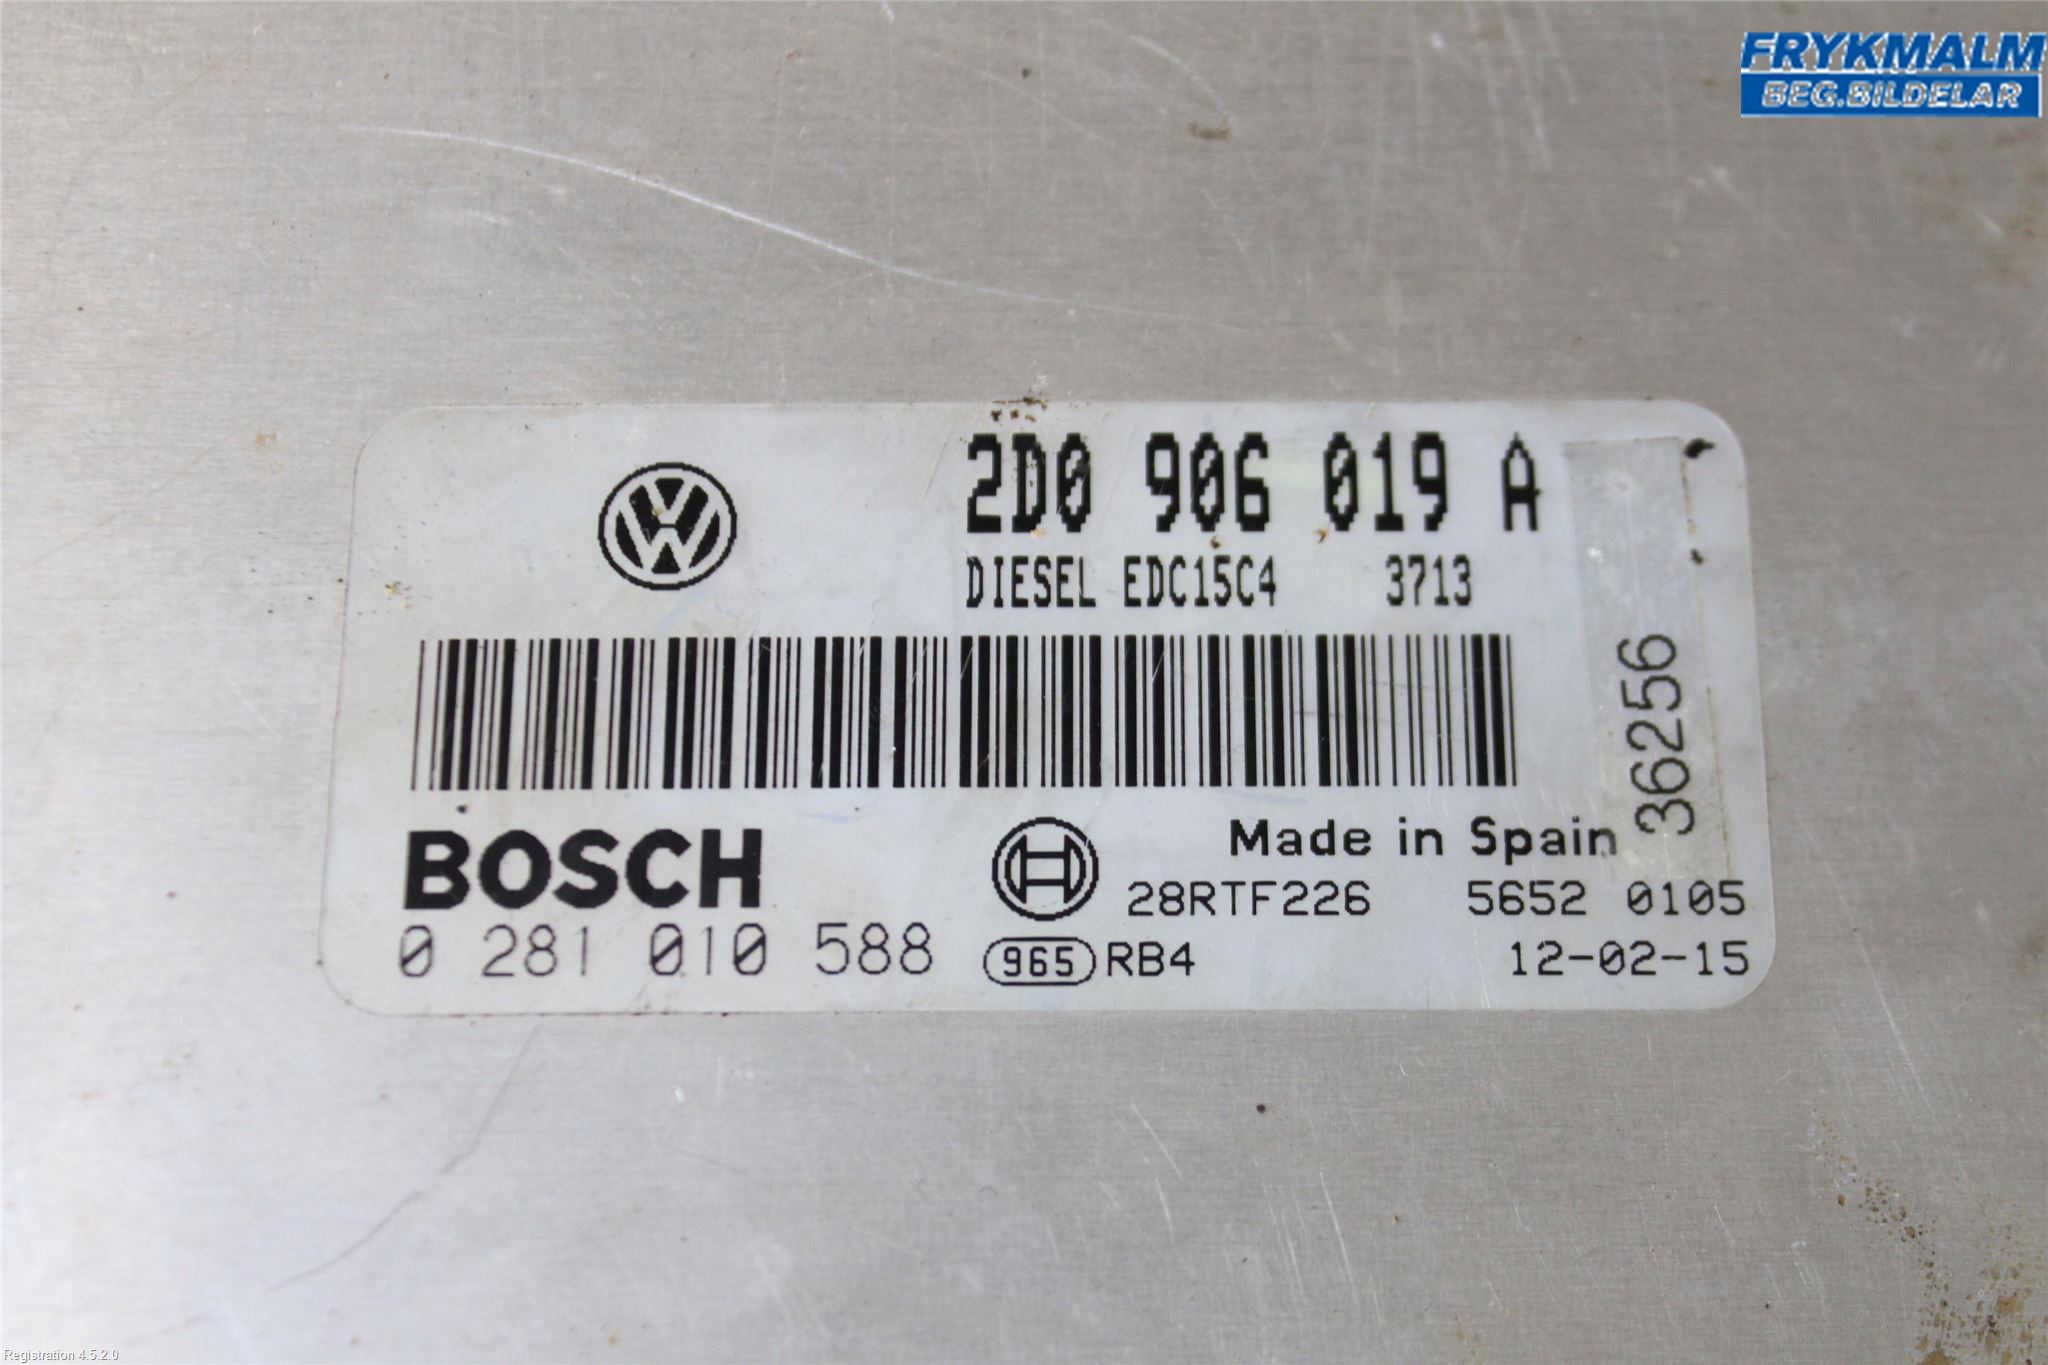 FRYKMALM
BEG.BILDELAR
2D0 906 019 A
DIESEL EDC15C4 3713
36256
BOSCH
Made in Spain
28RTF226 5652 0105
0 281 010 588
965 RB4 12-02-15
Registration 4.5.2.0